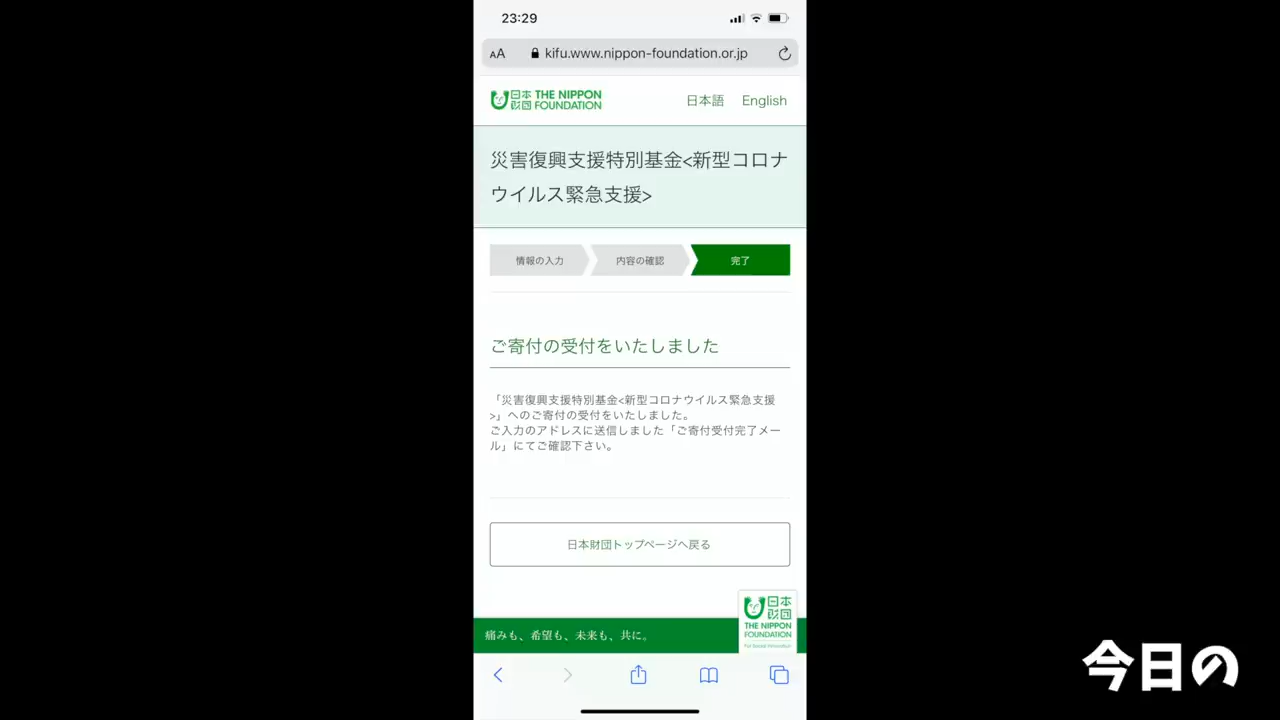 23:29
AA kifu.www.nippon-foundation.or.jp
日本財団 THE NIPPON FOUNDATION
日本語 English
災害復興支援特別基金<新型コロナ
ウイルス緊急支援>
情報の入力 内容の確認 完了
ご寄付の受付をいたしました
「災害復興支援特別基金<新型コロナウイルス緊急支援
>」へのご寄付の受付をいたしました。
ご入力のアドレスに送信しました「ご寄付受付完了メー
ル」にてご確認下さい。
日本財団トップページへ戻る
日本
財団
THE NIPPON
FOUNDATION
For Social Innovation
痛みも、希望も、未来も、共に。
今日の